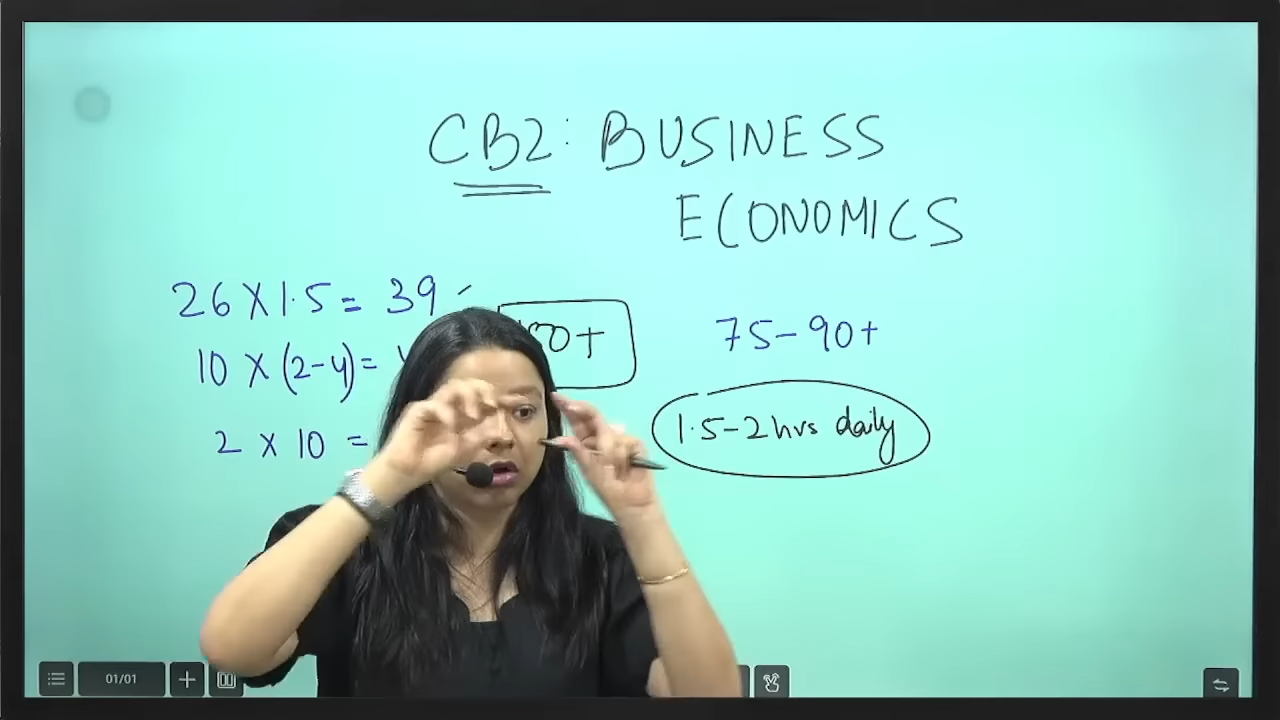 CB2: BUSINESS
ECONOMICS
26 X 1.5 = 39
10 X (2-4) =
2 X 10 =
00+
75-90+
1.5-2 hrs daily
01/01